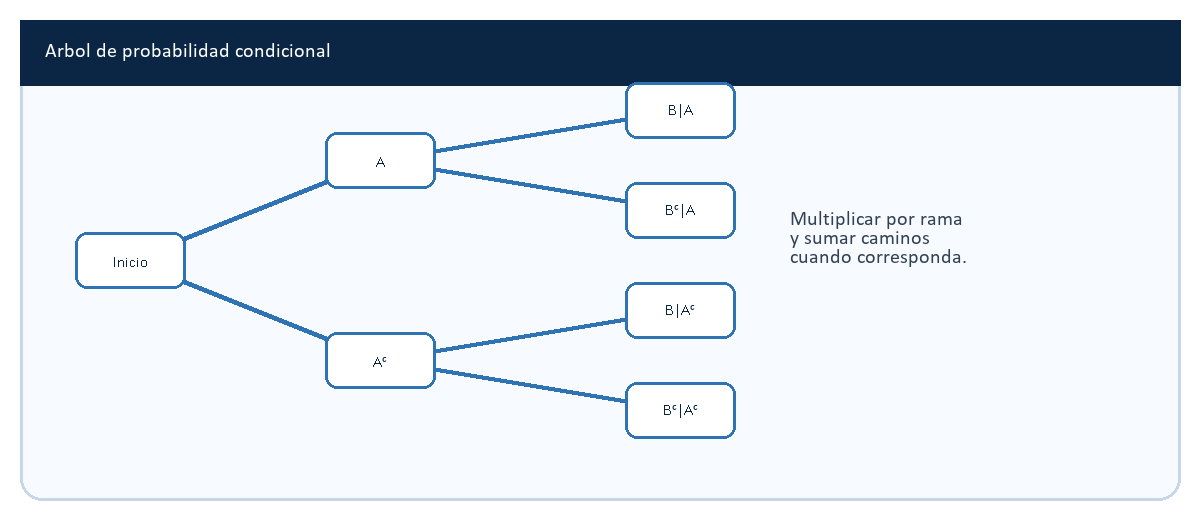 Arbol de probabilidad condicional
B|A
A
Bᶜ|A
Multiplicar por rama
y sumar caminos
cuando corresponda.
Inicio
B|Aᶜ
Aᶜ
Bᶜ|Aᶜ